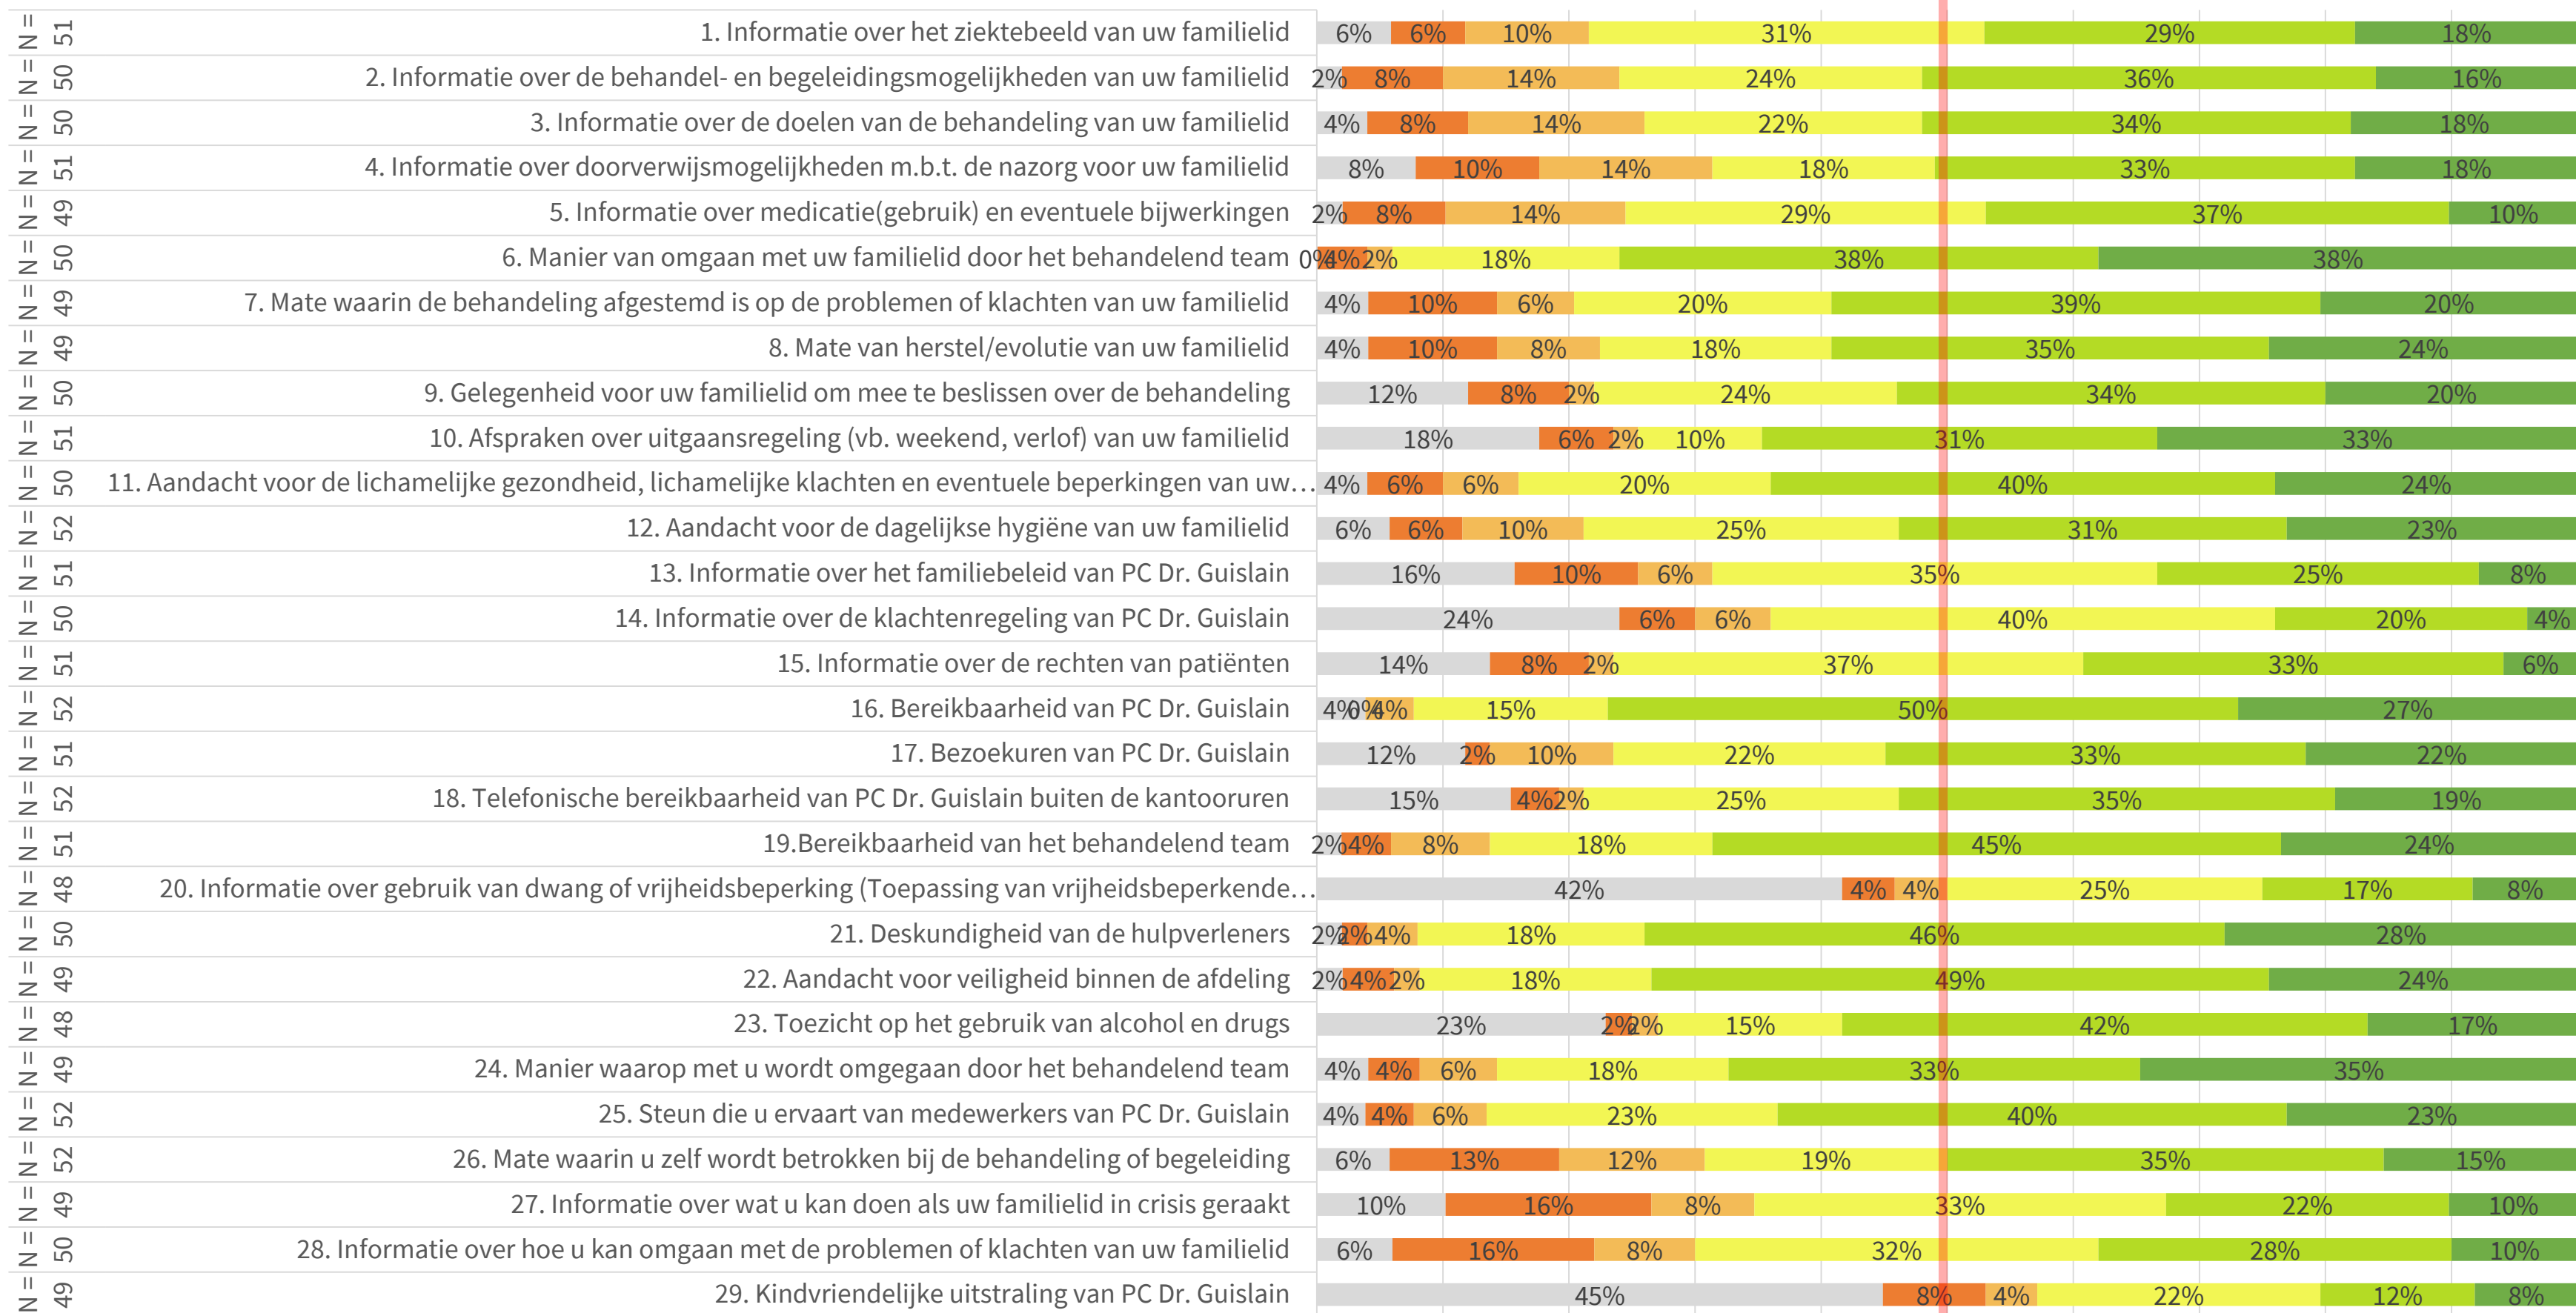 N = 51 1. Informatie over het ziektebeeld van uw familielid 6% 6% 10% 31% 29% 18%
N = 50 2. Informatie over de behandel- en begeleidingsmogelijkheden van uw familielid 2% 8% 14% 24% 36% 16%
N = 50 3. Informatie over de doelen van de behandeling van uw familielid 4% 8% 14% 22% 34% 18%
N = 51 4. Informatie over doorverwijsmogelijkheden m.b.t. de nazorg voor uw familielid 8% 10% 14% 18% 33% 18%
N = 49 5. Informatie over medicatie(gebruik) en eventuele bijwerkingen 2% 8% 14% 29% 37% 10%
N = 50 6. Manier van omgaan met uw familielid door het behandelend team 0% 4% 2% 18% 38% 38%
N = 49 7. Mate waarin de behandeling afgestemd is op de problemen of klachten van uw familielid 4% 10% 6% 20% 39% 20%
N = 49 8. Mate van herstel/evolutie van uw familielid 4% 10% 8% 18% 35% 24%
N = 50 9. Gelegenheid voor uw familielid om mee te beslissen over de behandeling 12% 8% 2% 24% 34% 20%
N = 51 10. Afspraken over uitgaansregeling (vb. weekend, verlof) van uw familielid 18% 6% 2% 10% 31% 33%
N = 50 11. Aandacht voor de lichamelijke gezondheid, lichamelijke klachten en eventuele beperkingen van uw… 4% 6% 6% 20% 40% 24%
N = 52 12. Aandacht voor de dagelijkse hygiëne van uw familielid 6% 6% 10% 25% 31% 23%
N = 51 13. Informatie over het familiebeleid van PC Dr. Guislain 16% 10% 6% 35% 25% 8%
N = 50 14. Informatie over de klachtenregeling van PC Dr. Guislain 24% 6% 6% 40% 20% 4%
N = 51 15. Informatie over de rechten van patiënten 14% 8% 2% 37% 33% 6%
N = 52 16. Bereikbaarheid van PC Dr. Guislain 4% 0% 4% 15% 50% 27%
N = 51 17. Bezoekuren van PC Dr. Guislain 12% 2% 10% 22% 33% 22%
N = 52 18. Telefonische bereikbaarheid van PC Dr. Guislain buiten de kantooruren 15% 4% 2% 25% 35% 19%
N = 51 19.Bereikbaarheid van het behandelend team 2% 4% 8% 18% 45% 24%
N = 48 20. Informatie over gebruik van dwang of vrijheidsbeperking (Toepassing van vrijheidsbeperkende… 42% 4% 4% 25% 17% 8%
N = 50 21. Deskundigheid van de hulpverleners 2% 2% 4% 18% 46% 28%
N = 49 22. Aandacht voor veiligheid binnen de afdeling 2% 4% 2% 18% 49% 24%
N = 48 23. Toezicht op het gebruik van alcohol en drugs 23% 2% 2% 15% 42% 17%
N = 49 24. Manier waarop met u wordt omgegaan door het behandelend team 4% 4% 6% 18% 33% 35%
N = 52 25. Steun die u ervaart van medewerkers van PC Dr. Guislain 4% 4% 6% 23% 40% 23%
N = 52 26. Mate waarin u zelf wordt betrokken bij de behandeling of begeleiding 6% 13% 12% 19% 35% 15%
N = 49 27. Informatie over wat u kan doen als uw familielid in crisis geraakt 10% 16% 8% 33% 22% 10%
N = 50 28. Informatie over hoe u kan omgaan met de problemen of klachten van uw familielid 6% 16% 8% 32% 28% 10%
N = 49 29. Kindvriendelijke uitstraling van PC Dr. Guislain 45% 8% 4% 22% 12% 8%